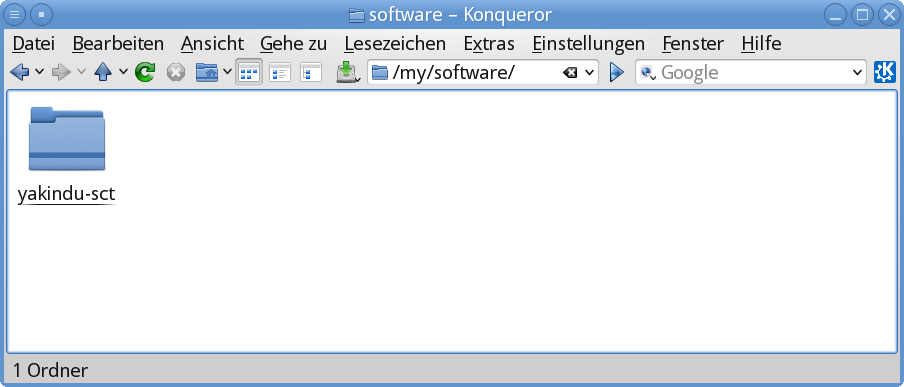 software – Konqueror
Datei Bearbeiten Ansicht Gehe zu Lesezeichen Extras Einstellungen Fenster Hilfe
/my/software/ Google
yakindu-sct
1 Ordner